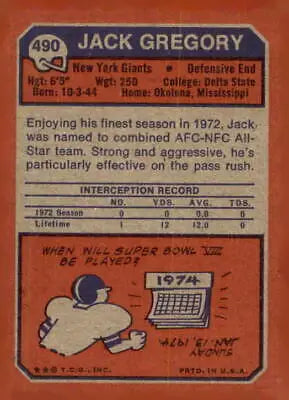 490 JACK GREGORY
New York Giants • Defensive End
Hgt: 6'5" Wgt: 250 College: Delta State
Born: 10-3-44 Home: Okolona, Mississippi
Enjoying his finest season in 1972, Jack
was named to combined AFC-NFC All-
Star team. Strong and aggressive, he's
particularly effective on the pass rush.
INTERCEPTION RECORD
NO. YDS. AVG. TDS.
1972 Season 0 0 0.0 0
Lifetime 1 12 12.0 0
WHEN WILL SUPER BOWL VIII
BE PLAYED?
1974
SUNDAY
JAN. 13, 1974
★★© T.C.G., INC. PRTD. IN U.S.A.